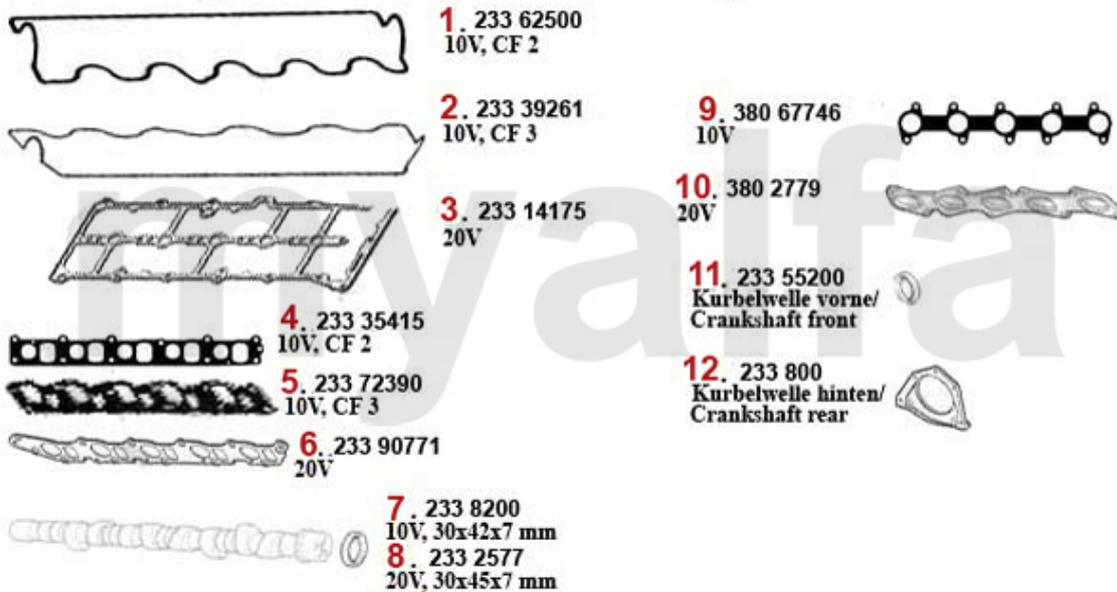 1. 233 62500
10V, CF 2
2. 233 39261
10V, CF 3
3. 233 14175
20V
4. 233 35415
10V, CF 2
5. 233 72390
10V, CF 3
6. 233 90771
20V
7. 233 8200
10V, 30x42x7 mm
8. 233 2577
20V, 30x45x7 mm
9. 380 67746
10V
10. 380 2779
20V
11. 233 55200
Kurbelwelle vorne/
Crankshaft front
12. 233 800
Kurbelwelle hinten/
Crankshaft rear
myalfa